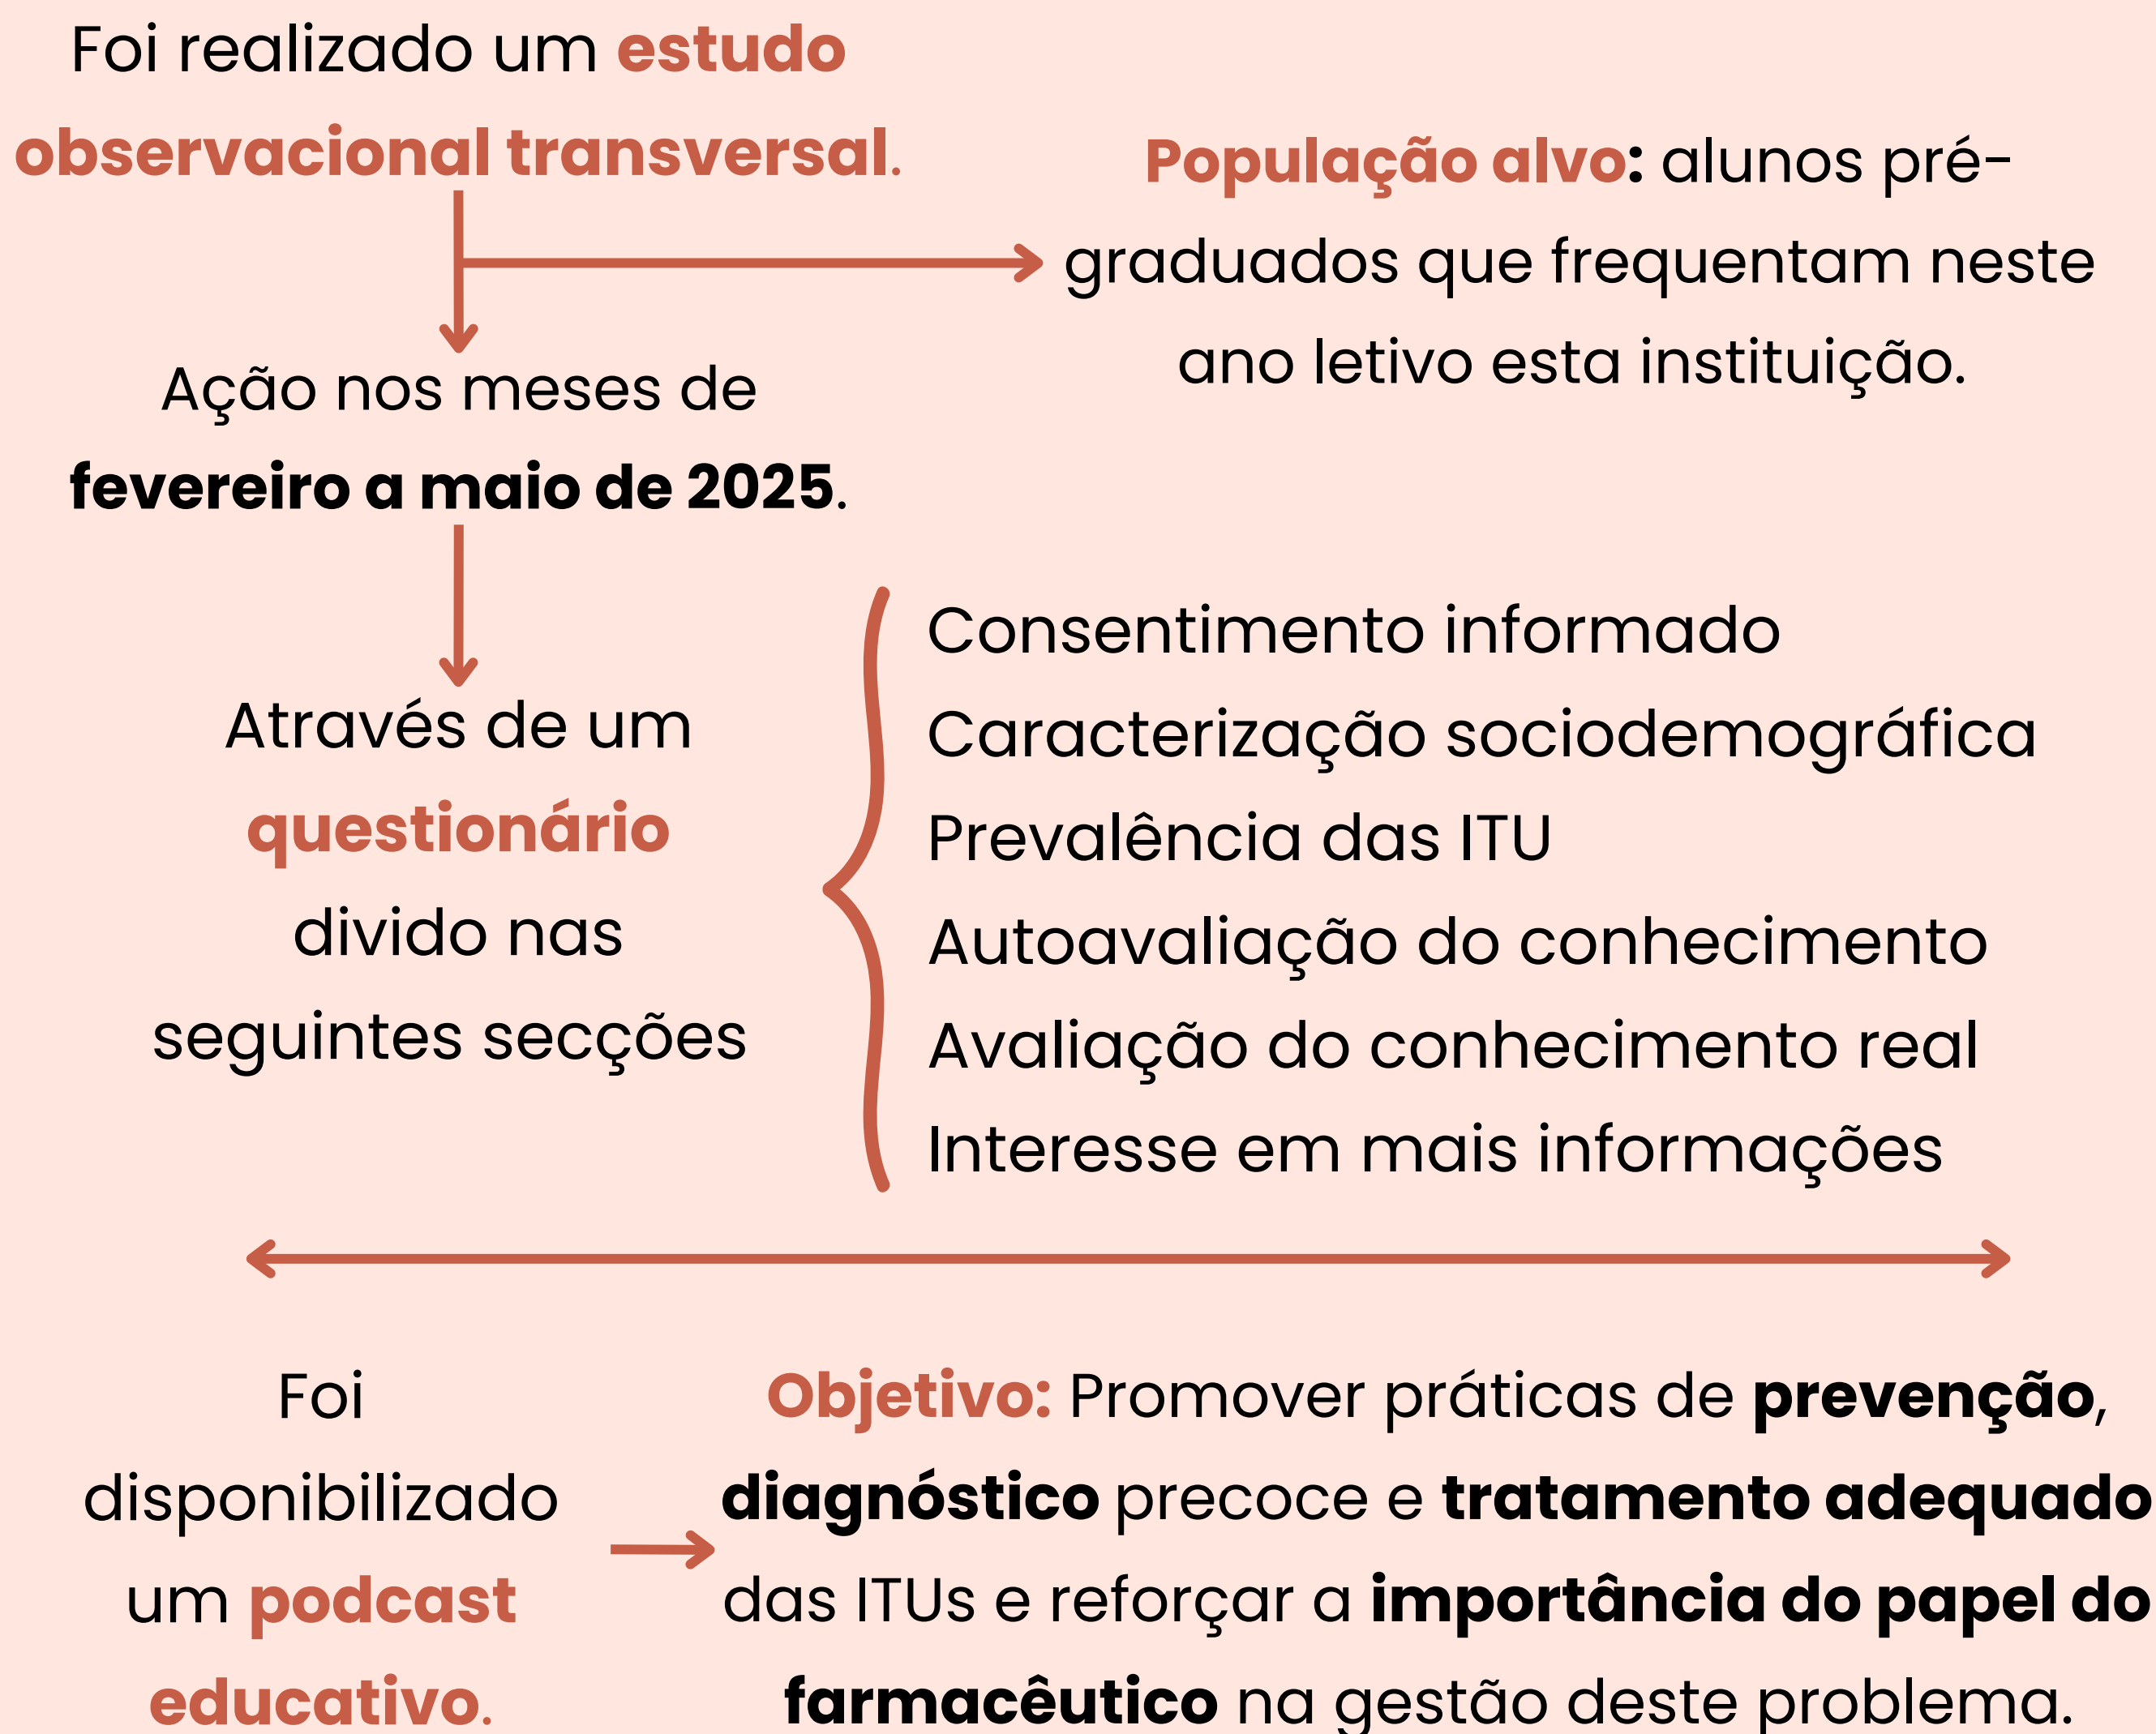 Foi realizado um estudo
observacional transversal.
População alvo: alunos pré-
graduados que frequentam neste
ano letivo esta instituição.
Ação nos meses de
fevereiro a maio de 2025.
Através de um
questionário
divido nas
seguintes secções
Consentimento informado
Caracterização sociodemográfica
Prevalência das ITU
Autoavaliação do conhecimento
Avaliação do conhecimento real
Interesse em mais informações
Foi
disponibilizado
um podcast
educativo.
Objetivo: Promover práticas de prevenção,
diagnóstico precoce e tratamento adequado
das ITUs e reforçar a importância do papel do
farmacêutico na gestão deste problema.